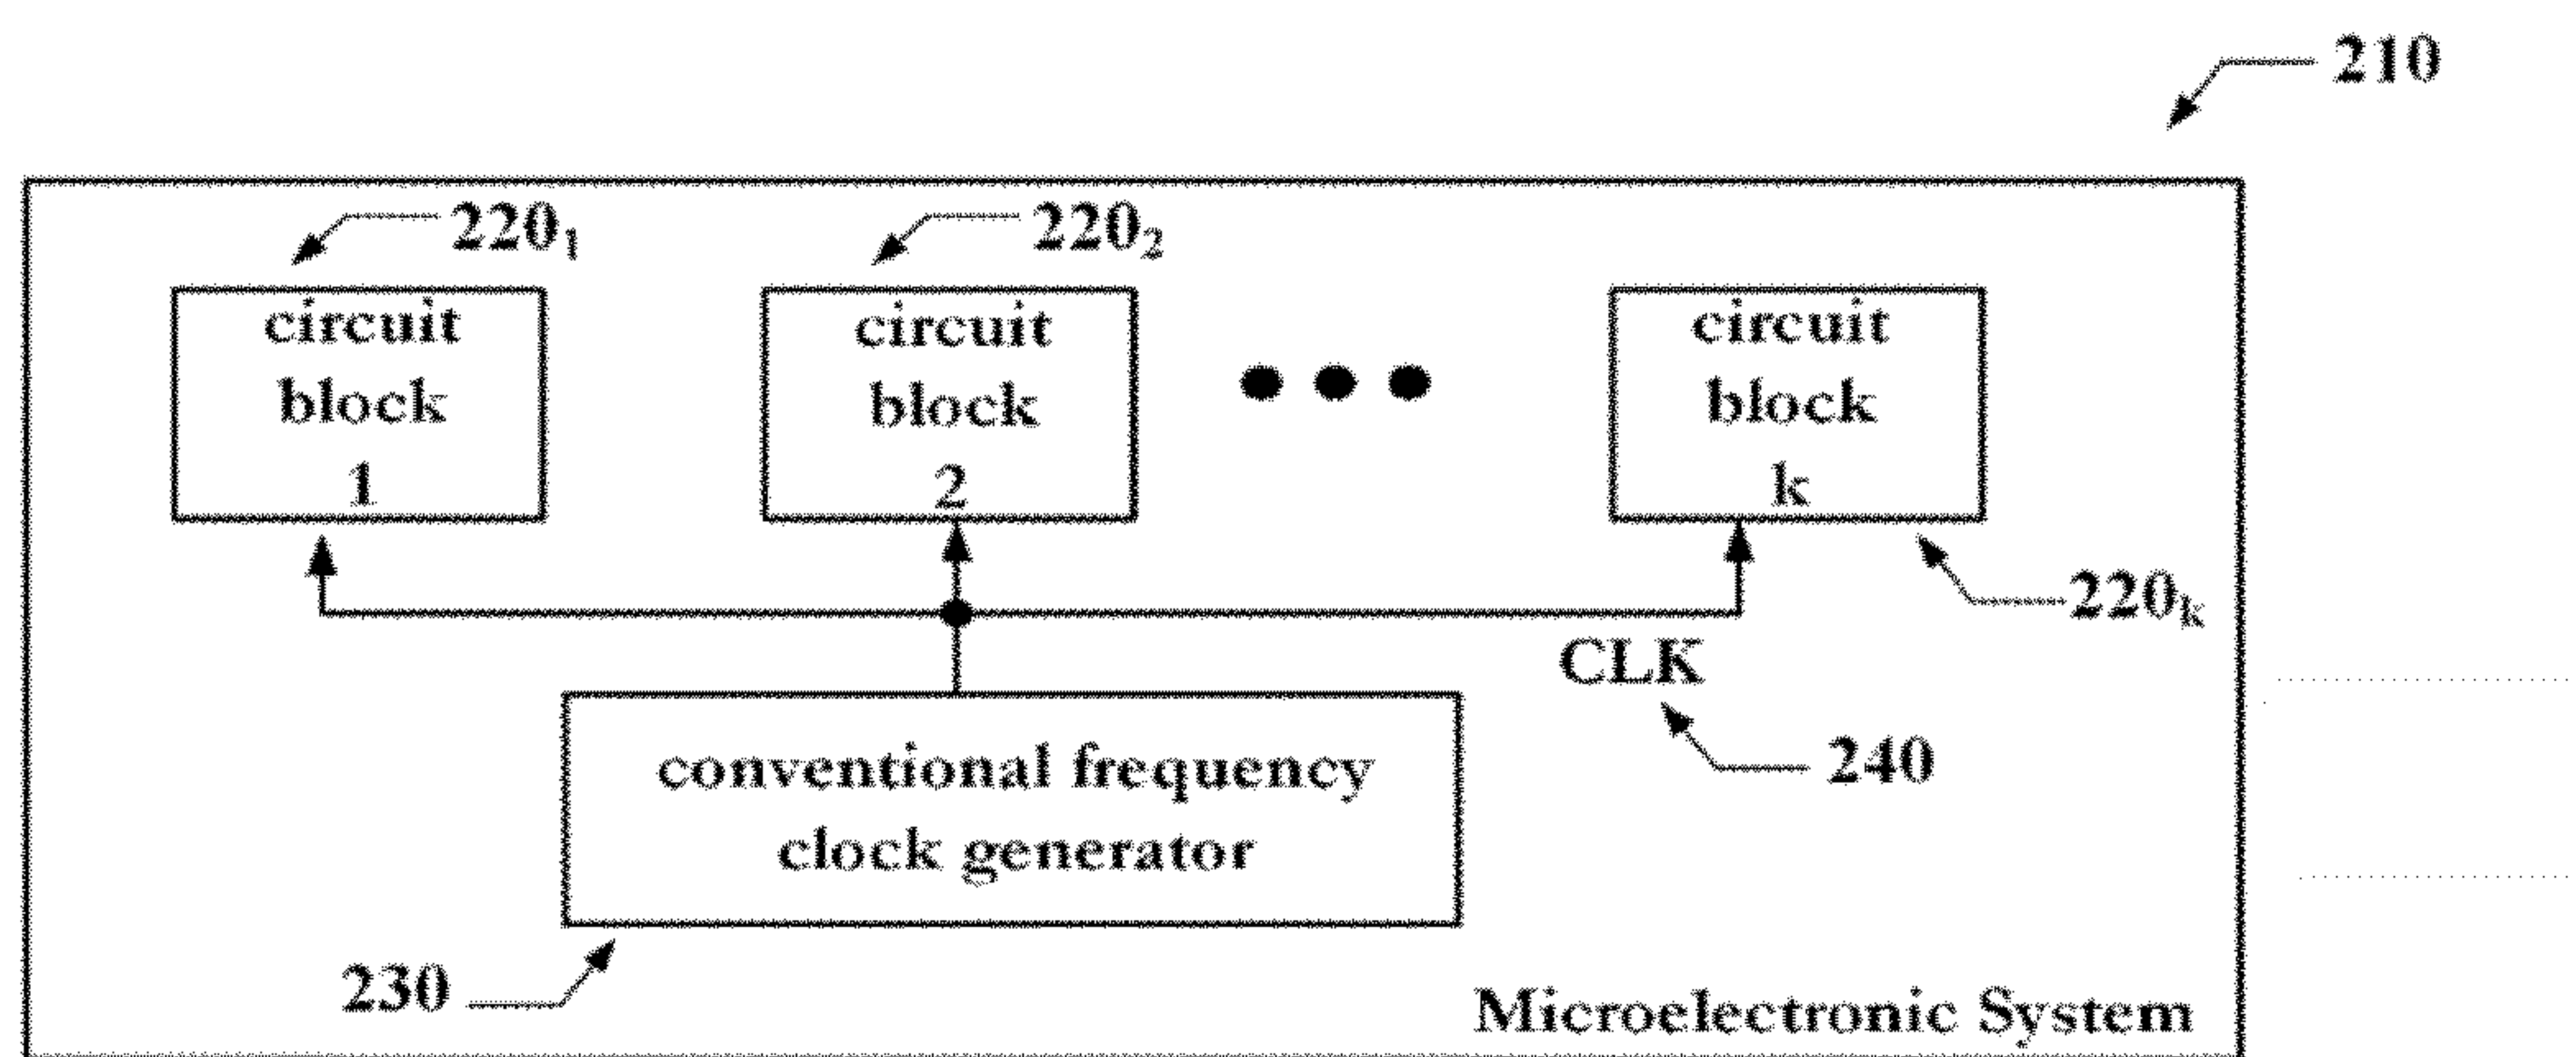 210
220₁
220₂
circuit
block
1
circuit
block
2
circuit
block
k
220ₖ
CLK
240
conventional frequency
clock generator
230
Microelectronic System